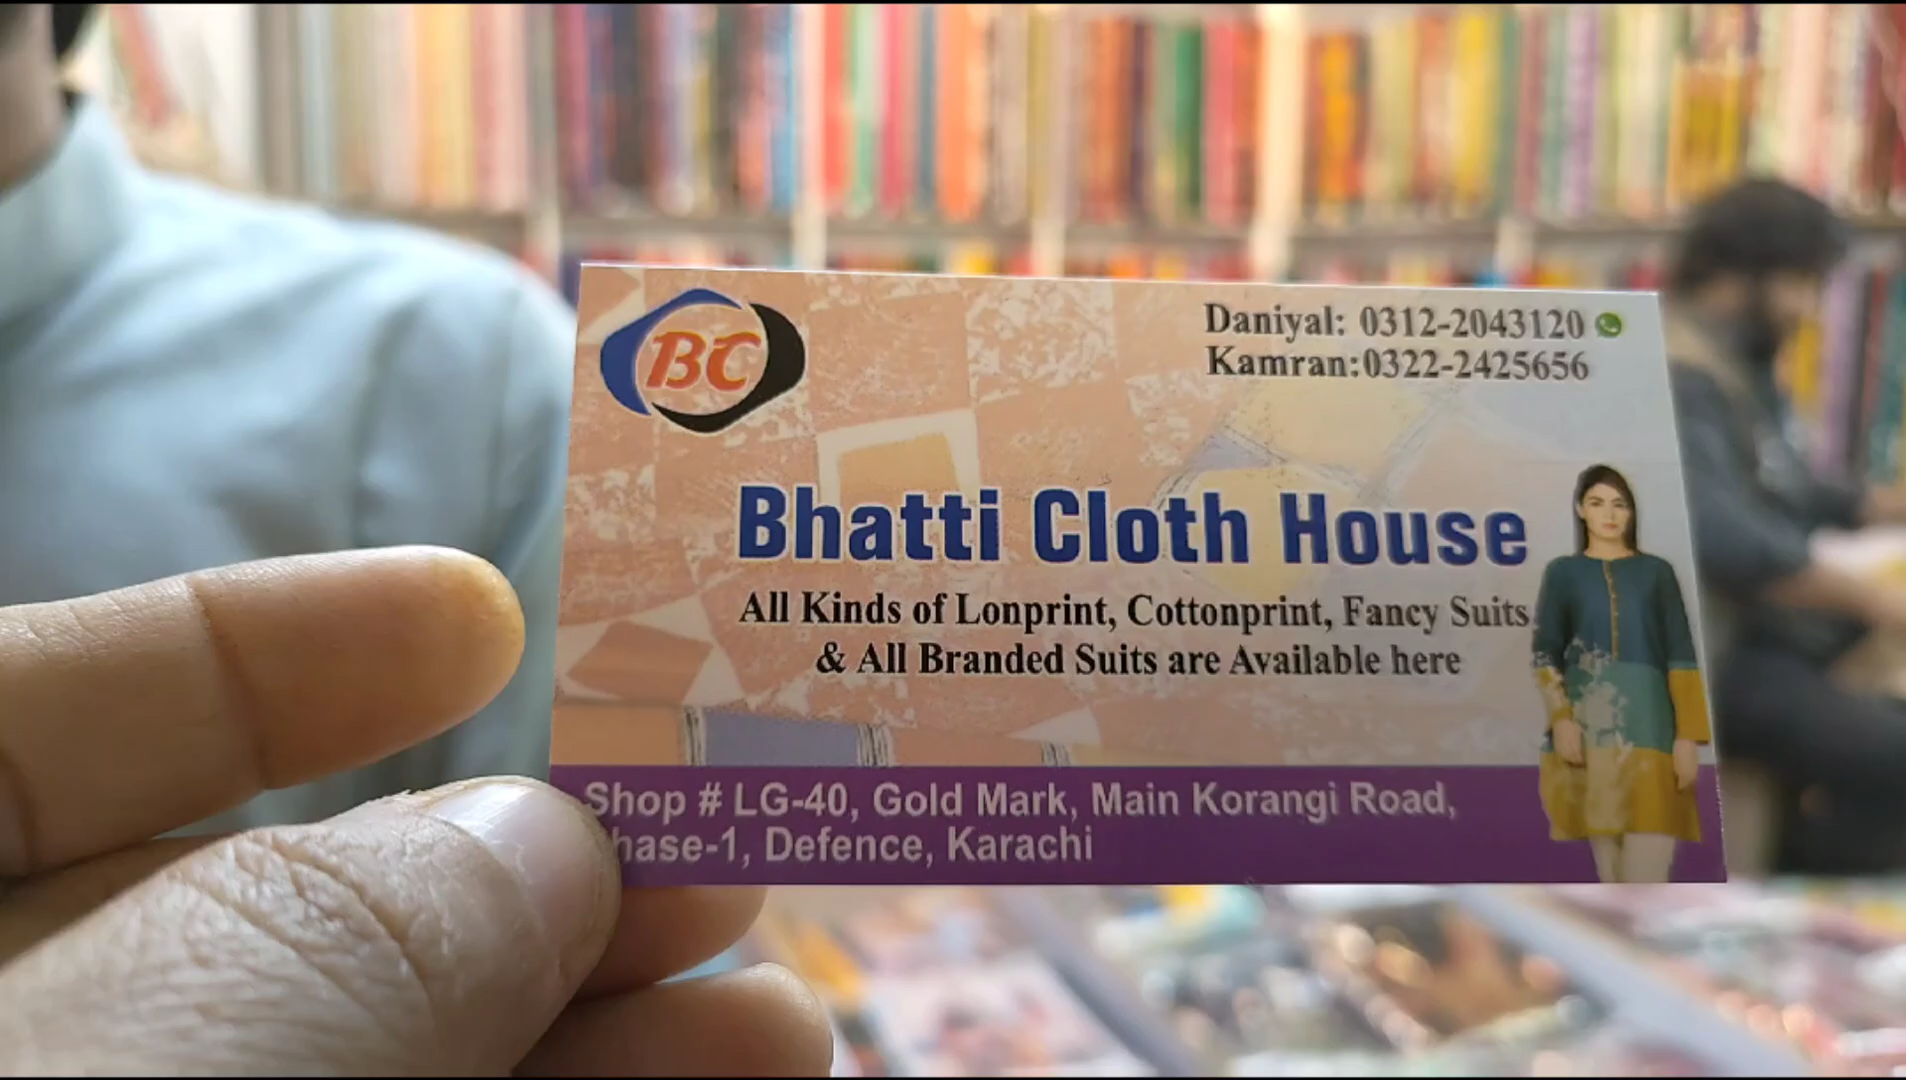 BC
Daniyal: 0312-2043120
Kamran:0322-2425656
Bhatti Cloth House
All Kinds of Lonprint, Cottonprint, Fancy Suits
& All Branded Suits are Available here
Shop # LG-40, Gold Mark, Main Korangi Road,
hase-1, Defence, Karachi